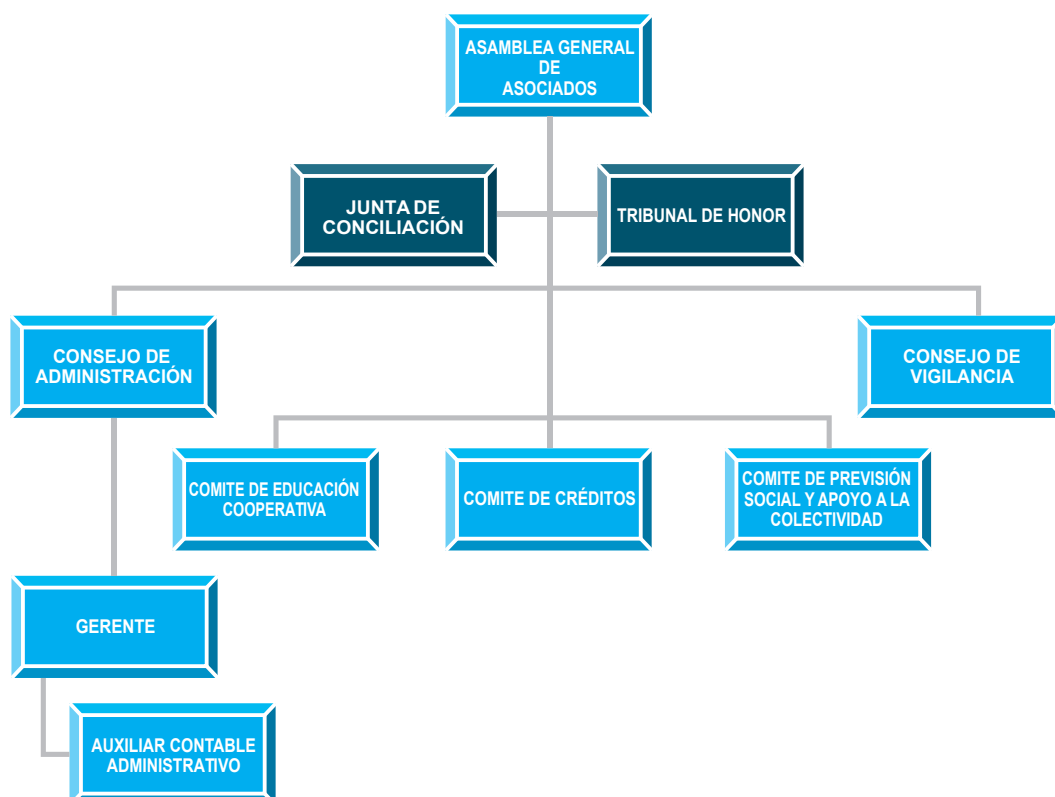 ASAMBLEA GENERAL
DE
ASOCIADOS
JUNTA DE
CONCILIACIÓN
TRIBUNAL DE HONOR
CONSEJO DE
ADMINISTRACIÓN
CONSEJO DE
VIGILANCIA
COMITE DE EDUCACIÓN
COOPERATIVA
COMITE DE CRÉDITOS
COMITE DE PREVISIÓN
SOCIAL Y APOYO A LA
COLECTIVIDAD
GERENTE
AUXILIAR CONTABLE
ADMINISTRATIVO